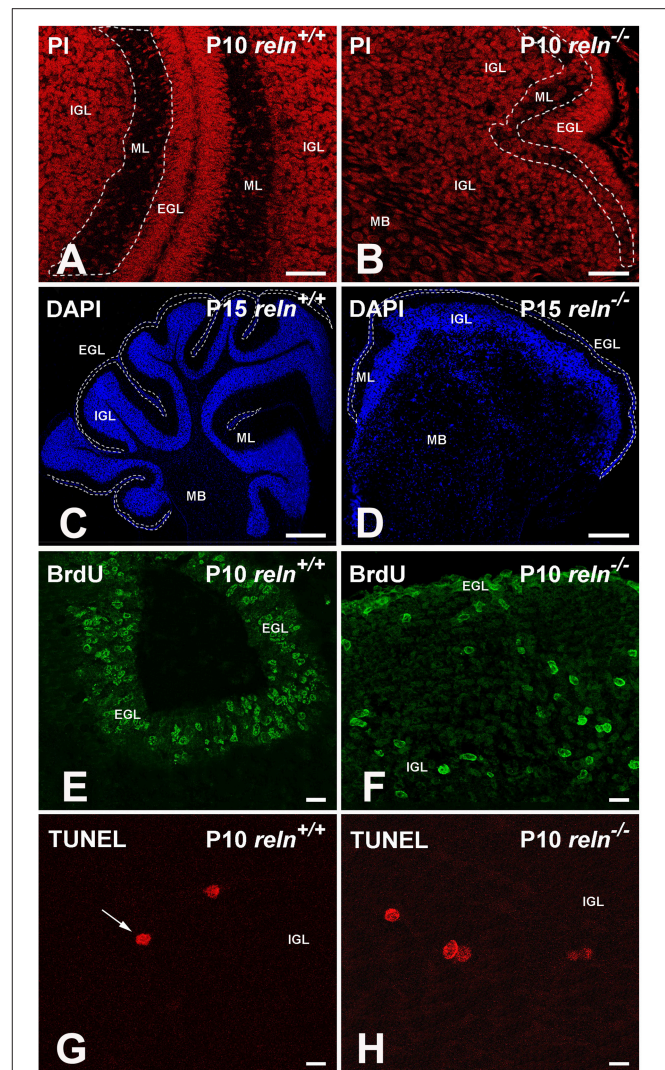 PI P10 reln+/+
IGL
IGL
ML
ML
EGL
A
PI P10 reln-/-
IGL
ML
EGL
IGL
MB
B
DAPI P15 reln+/+
EGL
IGL
ML
MB
C
DAPI P15 reln-/-
IGL
EGL
ML
MB
D
BrdU P10 reln+/+
EGL
EGL
E
BrdU P10 reln-/-
EGL
IGL
F
TUNEL P10 reln+/+
IGL
G
TUNEL P10 reln-/-
IGL
H